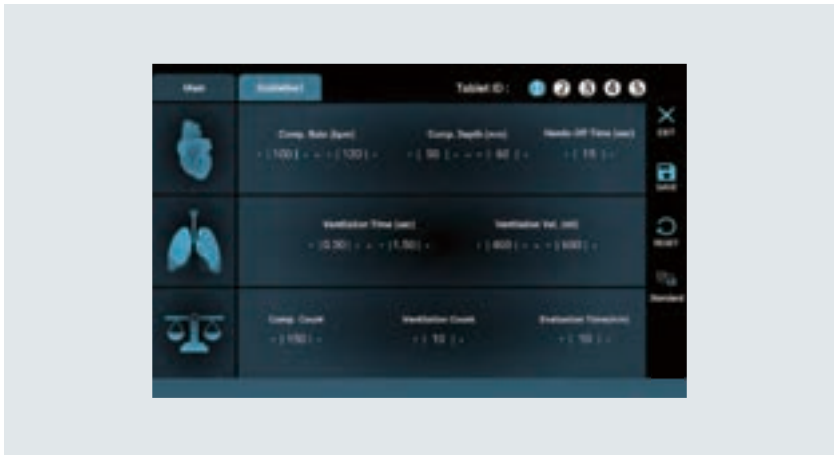 Main Guideline1 Tablet ID : 1 2 3 4 5
Comp. Rate (bpm) Comp. Depth (mm) Hands-Off Time (sec)
- | 100 | - ~ - | 120 | - - | 50 | - ~ - | 60 | - - | 15 | -
EXIT
SAVE
Ventilation Time (sec) Ventilation Vol. (ml)
- | 0.50 | - ~ - | 1.50 | - - | 400 | - ~ - | 600 | -
RESET
Standard
Comp. Count Ventilation Count Evaluation Time(min)
- | 150 | - - | 10 | - - | 10 | -